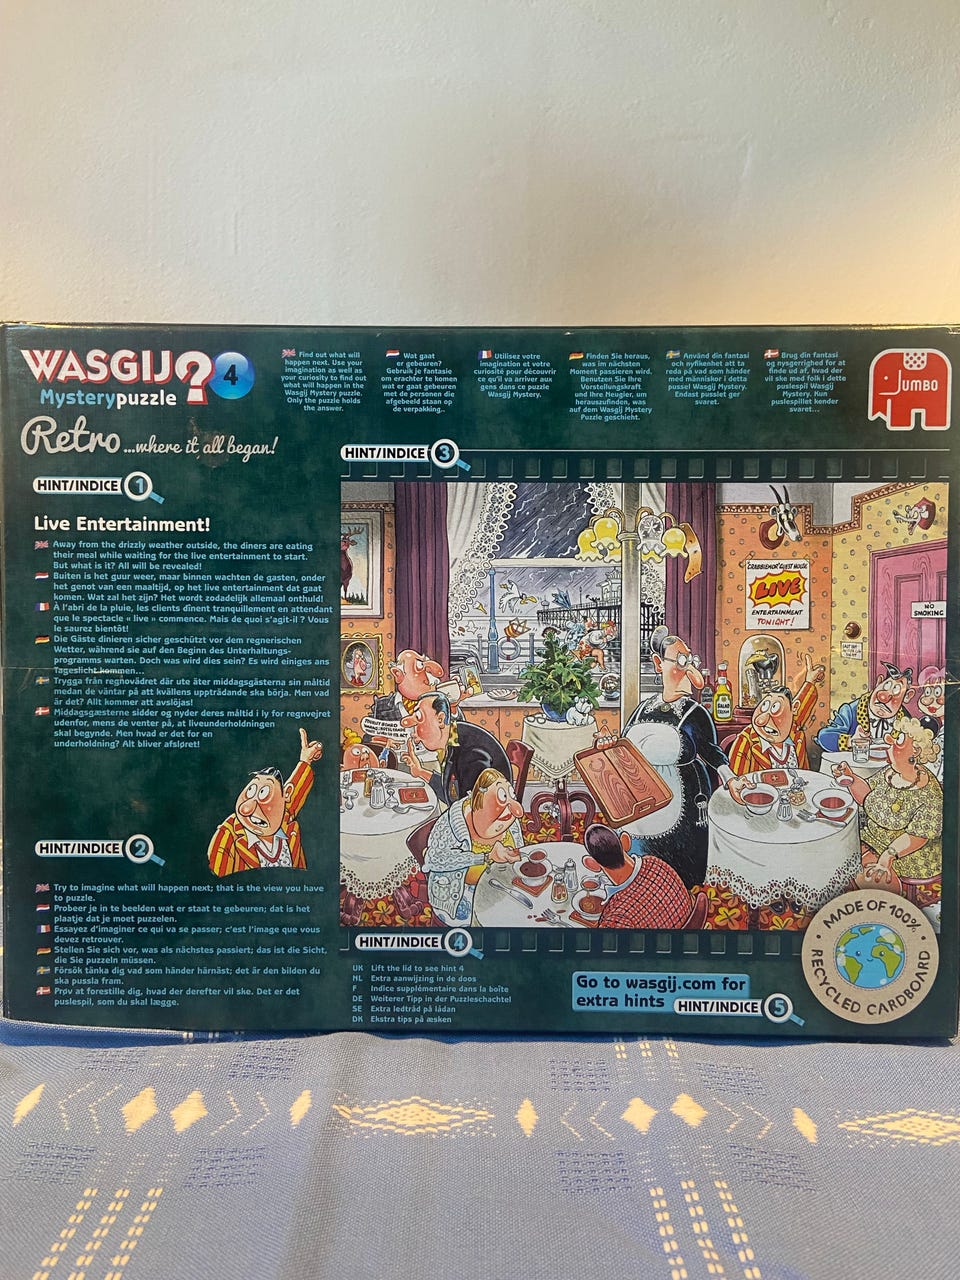 WASGIJ? 4
Mysterypuzzle
Retro ...where it all began!
Find out what will
happen next. Use your
imagination as well as
your curiosity to find out
what will happen in the
Wasgij Mystery puzzle.
Only the puzzle holds
the answer.
Wat gaat
er gebeuren?
Gebruik je fantasie
om erachter te komen
wat er gaat gebeuren
met de personen die
afgebeeld staan op
de verpakking..
Utilisez votre
imagination et votre
curiosité pour découvrir
ce qu'il va arriver aux
gens dans ce puzzle
Wasgij Mystery.
Finden Sie heraus,
was im nächsten
Moment passieren wird.
Benutzen Sie Ihre
Vorstellungskraft
und Ihre Neugier, um
herauszufinden, was
auf dem Wasgij Mystery
Puzzle geschieht.
Använd din fantasi
och nyfikenhet att ta
reda på vad som händer
med människor i detta
pussel Wasgij Mystery.
Endast pusslet ger
svaret.
Brug din fantasi
og nysgerrighed for at
finde ud af, hvad der
vil ske med folk i dette
puslespil Wasgij
Mystery. Kun
puslespillet kender
svaret...
JUMBO
HINT/INDICE 1
Live Entertainment!
Away from the drizzly weather outside, the diners are eating
their meal while waiting for the live entertainment to start.
But what is it? All will be revealed!
Buiten is het guur weer, maar binnen wachten de gasten, onder
het genot van een maaltijd, op het live entertainment dat gaat
komen. Wat zal het zijn? Het wordt zodadelijk allemaal onthuld!
À l'abri de la pluie, les clients dînent tranquillement en attendant
que le spectacle « live » commence. Mais de quoi s'agit-il ? Vous
le saurez bientôt!
Die Gäste dinieren sicher geschützt vor dem regnerischen
Wetter, während sie auf den Beginn des Unterhaltungs-
programms warten. Doch was wird dies sein? Es wird einiges ans
Tageslicht kommen...
Trygga från regnovädret där ute äter middagsgästerna sin måltid
medan de väntar på att kvällens uppträdande ska börja. Men vad
är det? Allt kommer att avslöjas!
Middagsgæsterne sidder og nyder deres måltid i ly for regnvejret
udenfor, mens de venter på, at liveunderholdningen
skal begynde. Men hvad er det for en
underholdning? Alt bliver afsløret!
HINT/INDICE 2
Try to imagine what will happen next; that is the view you have
to puzzle.
Probeer je in te beelden wat er staat te gebeuren; dat is het
plaatje dat je moet puzzelen.
Essayez d'imaginer ce qui va se passer; c'est l'image que vous
devez retrouver.
Stellen Sie sich vor, was als nächstes passiert; das ist die Sicht,
die Sie puzzeln müssen.
Försök tänka dig vad som händer härnäst; det är den bilden du
ska pussla fram.
Prøv at forestille dig, hvad der derefter vil ske. Det er det
puslespil, som du skal lægge.
HINT/INDICE 3
CRABBIEMOR' GUEST HOUSE
LIVE
ENTERTAINMENT
TONIGHT!
NO
SMOKING
SALAD
CREAM
TOURIST BOARD
HINT/INDICE 4
UK Lift the lid to see hint 4
NL Extra aanwijzing in de doos
F Indice supplémentaire dans la boîte
DE Weiterer Tipp in der Puzzleschachtel
SE Extra ledtråd på lådan
DK Ekstra tips på æsken
Go to wasgij.com for
extra hints
HINT/INDICE 5
MADE OF 100%
RECYCLED CARDBOARD